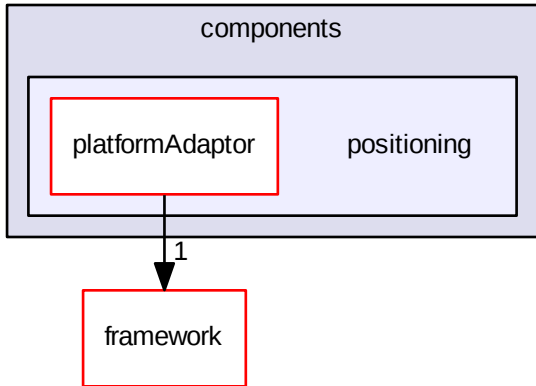 components
platformAdaptor
positioning
1
framework